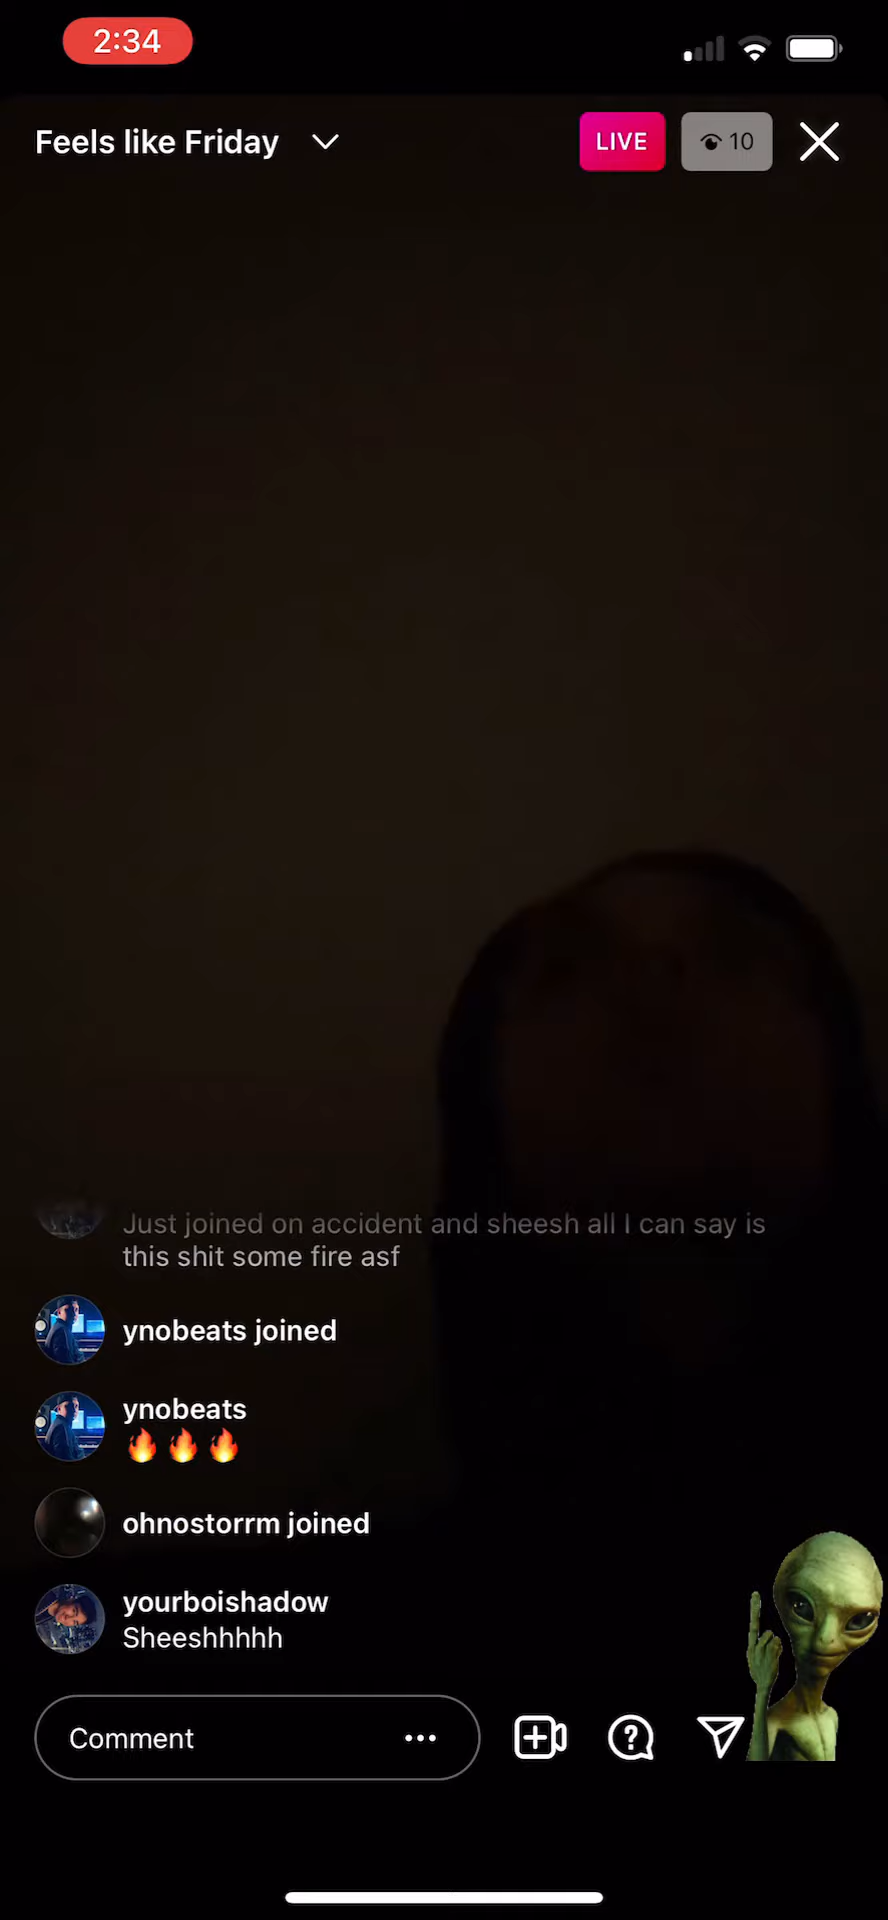 2:34
Feels like Friday
LIVE
10
Just joined on accident and sheesh all I can say is
this shit some fire asf
ynobeats joined
ynobeats
🔥🔥🔥
ohnostorrm joined
yourboishadow
Sheeshhhhh
Comment